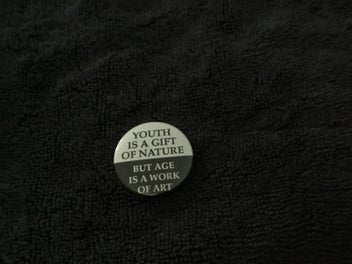 YOUTH
IS A GIFT
OF NATURE
BUT AGE
IS A WORK
OF ART